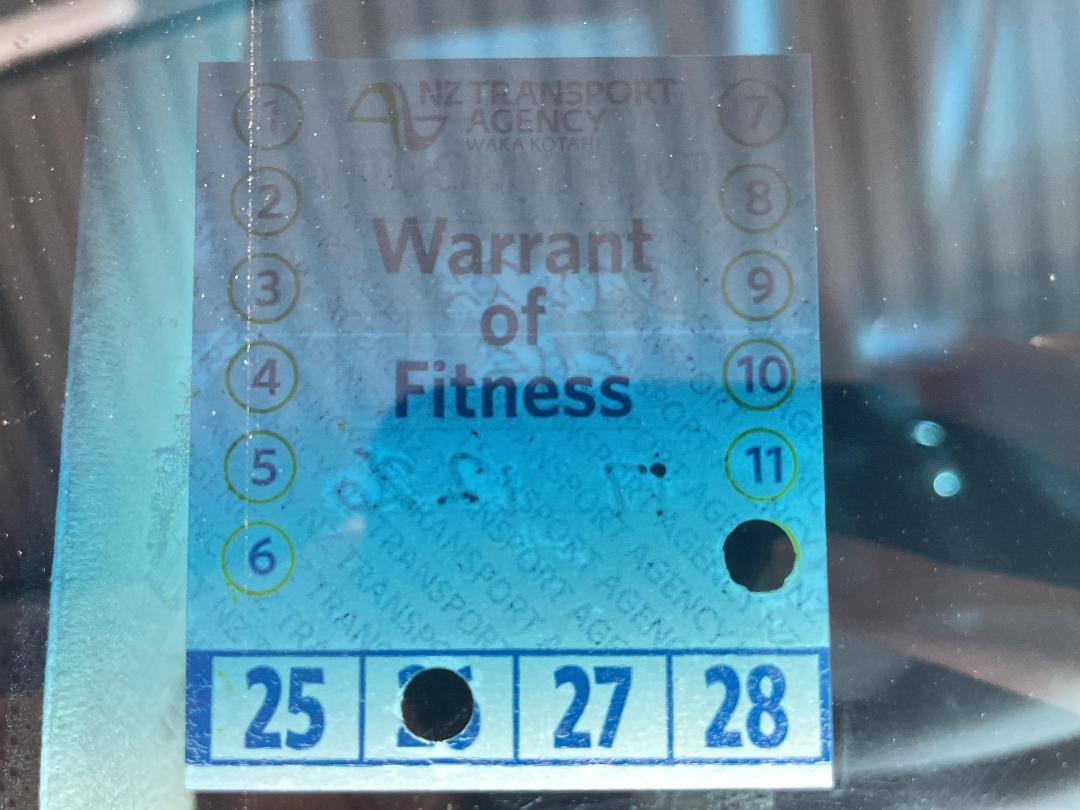 NZ TRANSPORT
AGENCY
WAKA KOTAHI
1
2
3
4
5
6
7
8
9
10
11
Warrant
of
Fitness
25
27
28